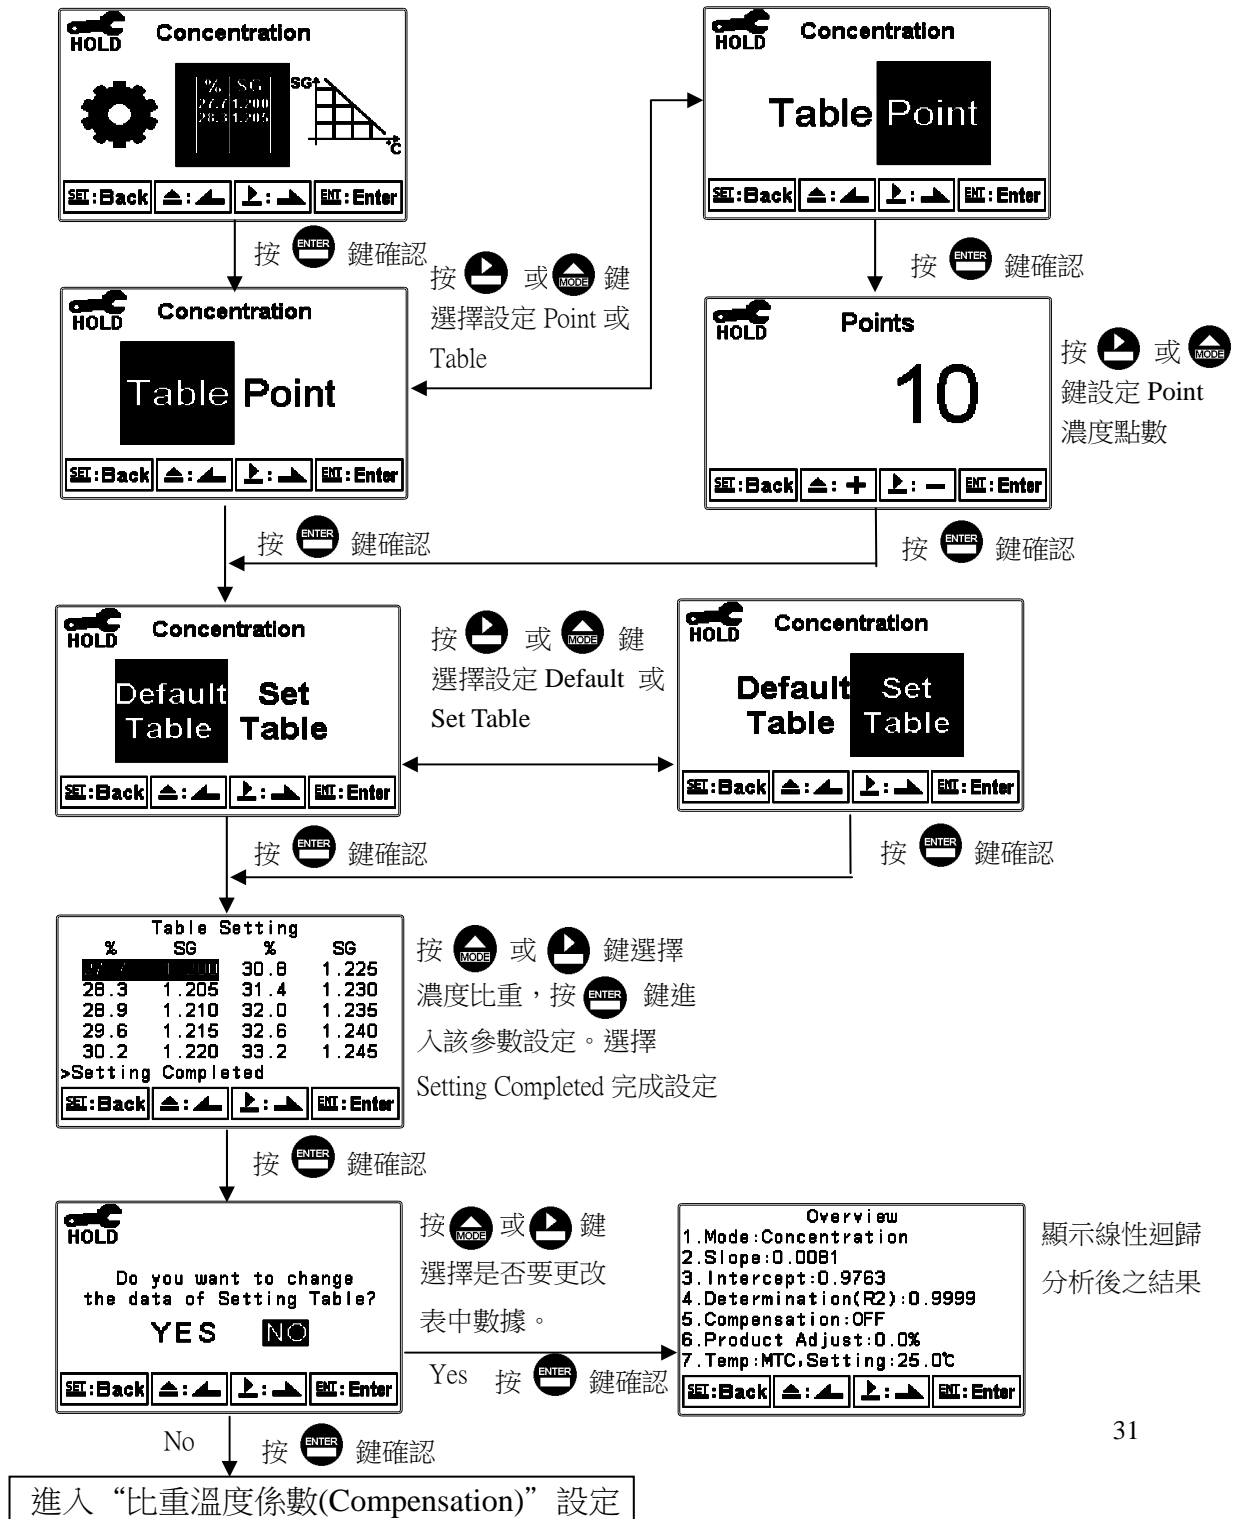 HOLD Concentration
% SG
27.7 1.200
28.3 1.205
SG
°C
SET:Back ENT:Enter
按 ENTER 鍵確認
HOLD Concentration
Table Point
SET:Back ENT:Enter
按 ENTER 鍵確認
按 或 MODE 鍵
選擇設定 Point 或
Table
HOLD Concentration
Table Point
SET:Back ENT:Enter
按 ENTER 鍵確認
HOLD Points
10
SET:Back : + : - ENT:Enter
按 或 MODE
鍵設定 Point
濃度點數
按 ENTER 鍵確認
HOLD Concentration
Default Set
Table Table
SET:Back ENT:Enter
按 或 MODE 鍵
選擇設定 Default 或
Set Table
HOLD Concentration
Default Set
Table Table
SET:Back ENT:Enter
按 ENTER 鍵確認
按 ENTER 鍵確認
Table Setting
% SG % SG
30.8 1.225
28.3 1.205 31.4 1.230
28.9 1.210 32.0 1.235
29.6 1.215 32.6 1.240
30.2 1.220 33.2 1.245
>Setting Completed
SET:Back ENT:Enter
按 MODE 或 鍵選擇
濃度比重，按 ENTER 鍵進
入該參數設定。選擇
Setting Completed 完成設定
按 ENTER 鍵確認
HOLD
Do you want to change
the data of Setting Table?
YES NO
SET:Back ENT:Enter
按 MODE 或 鍵
選擇是否要更改
表中數據。
Yes 按 ENTER 鍵確認
Overview
1.Mode:Concentration
2.Slope:0.0081
3.Intercept:0.9763
4.Determination(R2):0.9999
5.Compensation:OFF
6.Product Adjust:0.0%
7.Temp:MTC,Setting:25.0℃
SET:Back ENT:Enter
顯示線性迴歸
分析後之結果
No 按 ENTER 鍵確認
31
進入“比重溫度係數(Compensation)”設定